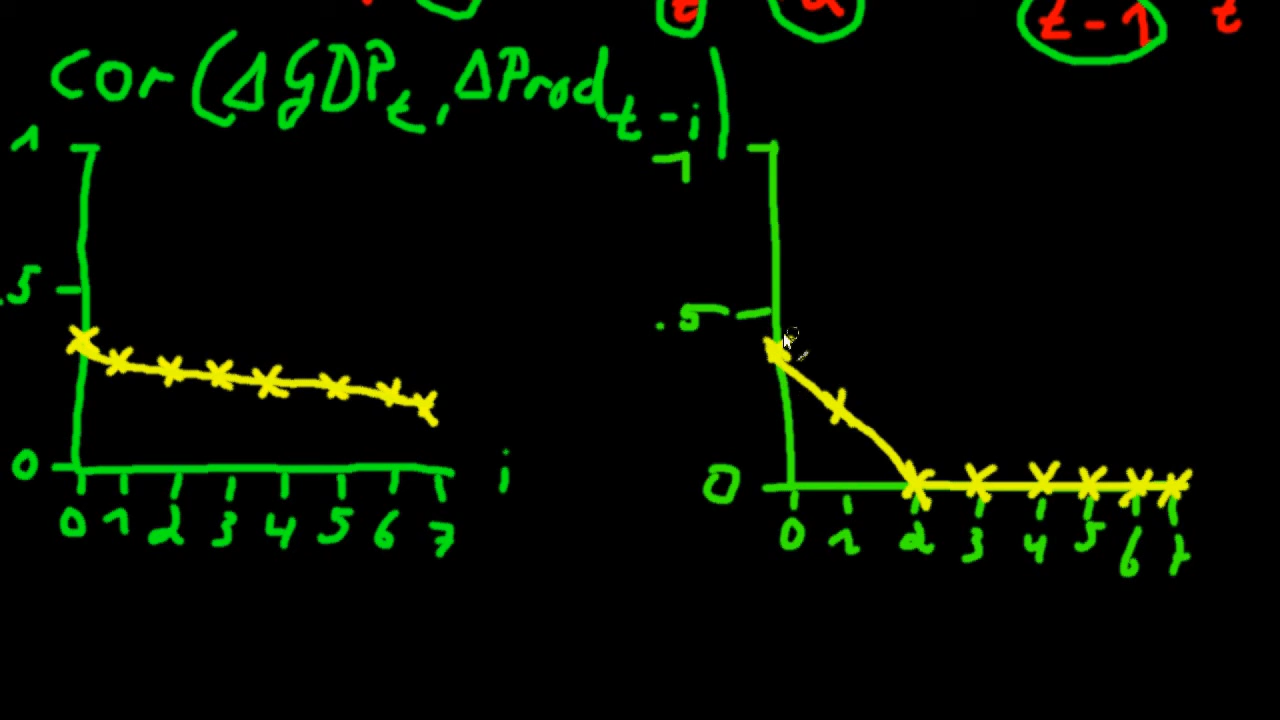 t 2 t-1 t
Cor(ΔGDP_t, ΔProd_t-i)
1 1
.5 .5
0 i 0
0 1 2 3 4 5 6 7 0 1 2 3 4 5 6 7